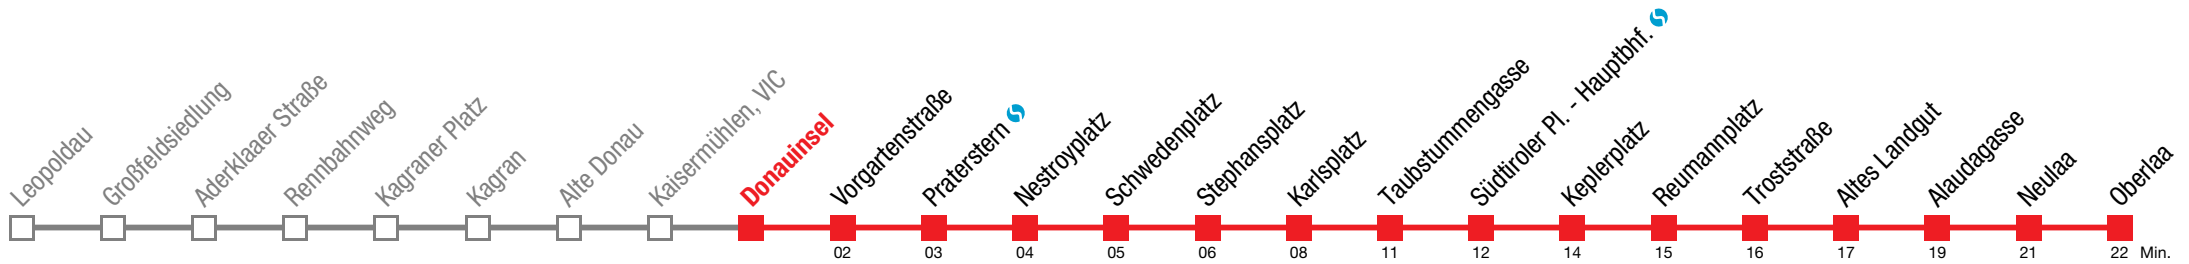 Leopoldau
Großfeldsiedlung
Aderklaaer Straße
Rennbahnweg
Kagraner Platz
Kagran
Alte Donau
Kaisermühlen, VIC
Donauinsel
Vorgartenstraße
Praterstern
Nestroyplatz
Schwedenplatz
Stephansplatz
Karlsplatz
Taubstummengasse
Südtiroler Pl. - Hauptbhf.
Keplerplatz
Reumannplatz
Troststraße
Altes Landgut
Alaudagasse
Neulaa
Oberlaa
02 03 04 05 06 08 11 12 14 15 16 17 19 21 22 Min.